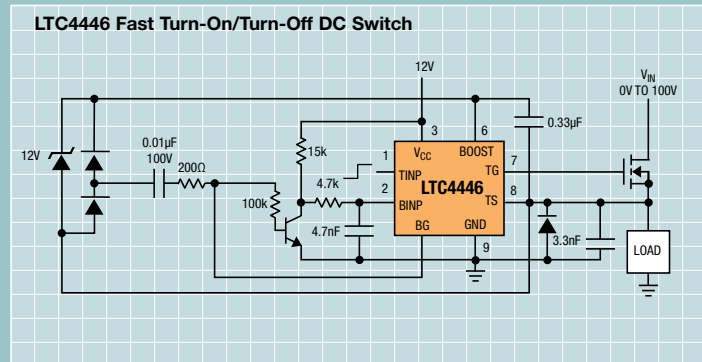 LTC4446 Fast Turn-On/Turn-Off DC Switch
12V
V_IN
0V TO 100V
12V
0.01µF
100V
200Ω
100k
15k
4.7k
4.7nF
1
2
3
6
7
8
9
V_CC
BOOST
TINP
TG
LTC4446
BINP
TS
BG
GND
0.33µF
3.3nF
LOAD